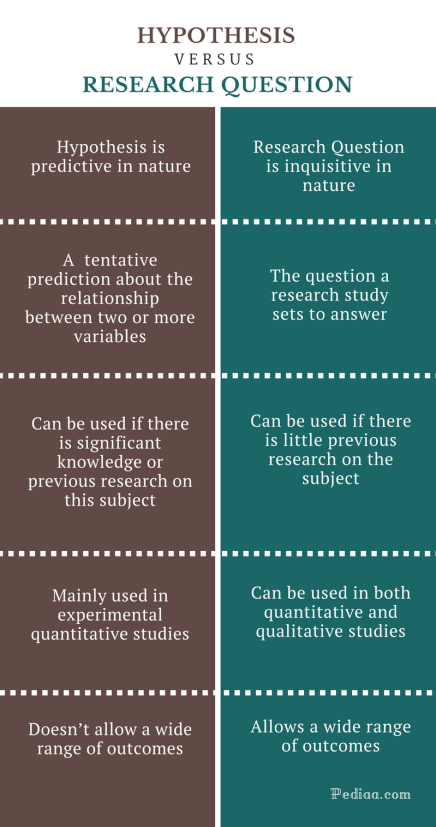 HYPOTHESIS
VERSUS
RESEARCH QUESTION
Hypothesis is
predictive in nature
Research Question
is inquisitive in
nature
A tentative
prediction about the
relationship
between two or more
variables
The question a
research study
sets to answer
Can be used if there
is significant
knowledge or
previous research on
this subject
Can be used if there
is little previous
research on the
subject
Mainly used in
experimental
quantitative studies
Can be used in both
quantitative and
qualitative studies
Doesn’t allow a wide
range of outcomes
Allows a wide range
of outcomes
Pediaa.com